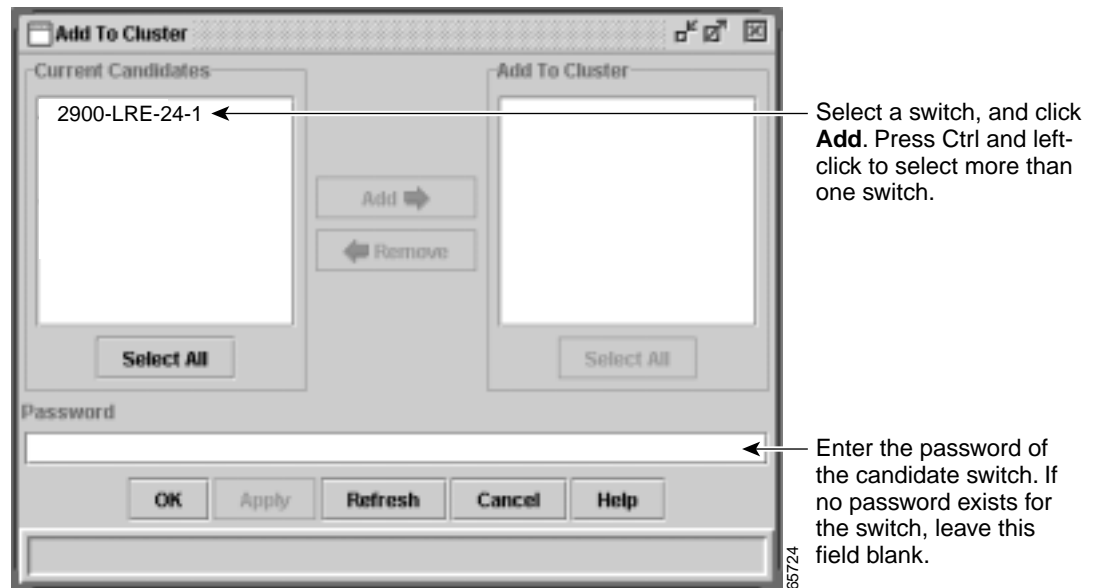 Add To Cluster
Current Candidates
Add To Cluster
2900-LRE-24-1
Select a switch, and click
Add. Press Ctrl and left-
click to select more than
one switch.
Add
Remove
Select All
Select All
Password
Enter the password of
the candidate switch. If
no password exists for
the switch, leave this
field blank.
OK
Apply
Refresh
Cancel
Help
65724